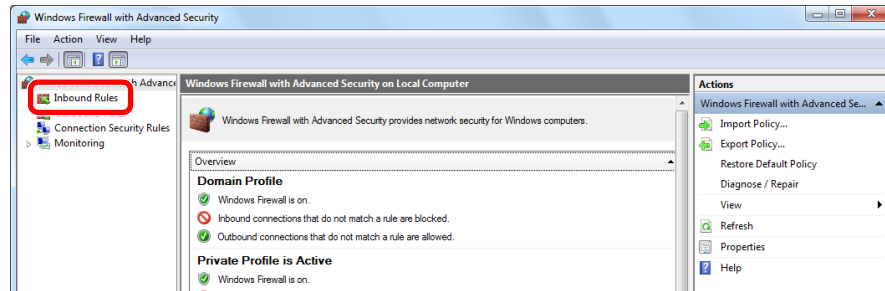 Windows Firewall with Advanced Security
File Action View Help
h Advance
Inbound Rules
Connection Security Rules
Monitoring
Windows Firewall with Advanced Security on Local Computer
Windows Firewall with Advanced Security provides network security for Windows computers.
Overview
Domain Profile
Windows Firewall is on.
Inbound connections that do not match a rule are blocked.
Outbound connections that do not match a rule are allowed.
Private Profile is Active
Windows Firewall is on.
Actions
Windows Firewall with Advanced Se...
Import Policy...
Export Policy...
Restore Default Policy
Diagnose / Repair
View
Refresh
Properties
Help